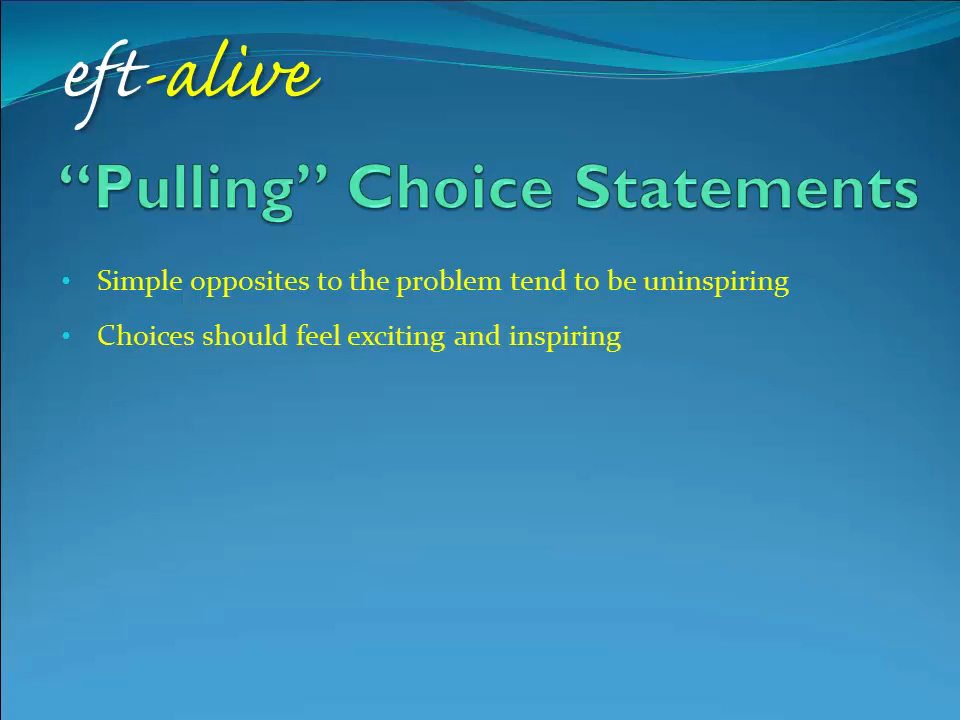 eft-alive
“Pulling” Choice Statements
• Simple opposites to the problem tend to be uninspiring
• Choices should feel exciting and inspiring